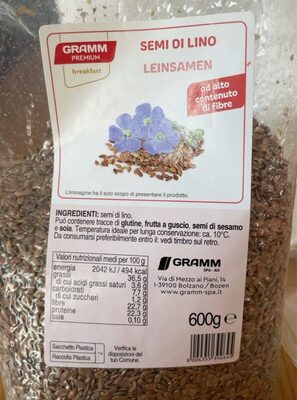 GRAMM
PREMIUM
breakfast
SEMI DI LINO
LEINSAMEN
ad alto
contenuto
di fibre
L'immagine ha il solo scopo di presentare il prodotto.
INGREDIENTI: semi di lino.
Può contenere tracce di glutine, frutta a guscio, semi di sesamo
e soia. Temperatura ideale per lunga conservazione: ca. 10°C.
Da consumarsi preferibilmente entro il: vedi timbro sul retro.
Valori nutrizionali medi per 100 g
energia 2042 kJ / 494 kcal
grassi 36,5 g
di cui acidi grassi saturi 3,6 g
carboidrati 7,7 g
di cui zuccheri 1,2 g
fibre 22,7 g
proteine 22,3 g
sale 0,10 g
GRAMM
SPA - AG
Via di Mezzo ai Piani, 14
I-39100 Bolzano / Bozen
www.gramm-spa.it
600g e
Sacchetto Plastica
Raccolta Plastica
Verifica le
disposizioni del
tuo Comune.